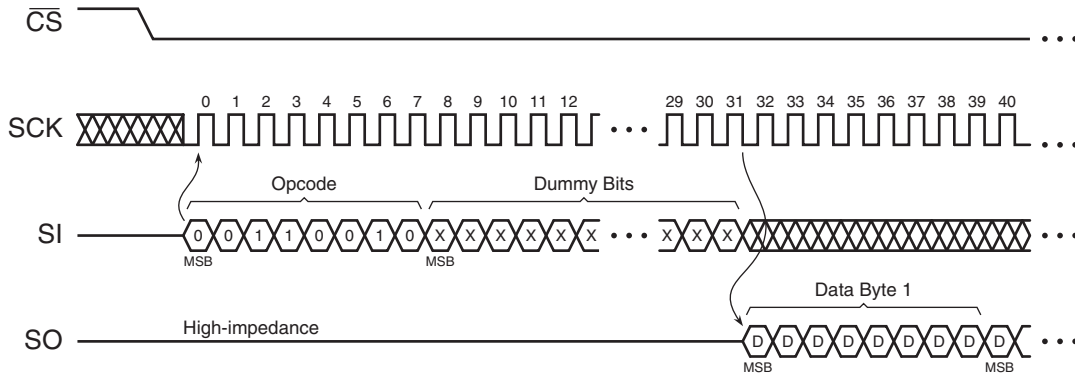 CS
0 1 2 3 4 5 6 7 8 9 10 11 12 29 30 31 32 33 34 35 36 37 38 39 40
SCK
Opcode Dummy Bits
SI 0 0 1 1 0 0 1 0 X X X X X X X X X
MSB MSB
Data Byte 1
High-impedance
SO D D D D D D D D D
MSB MSB